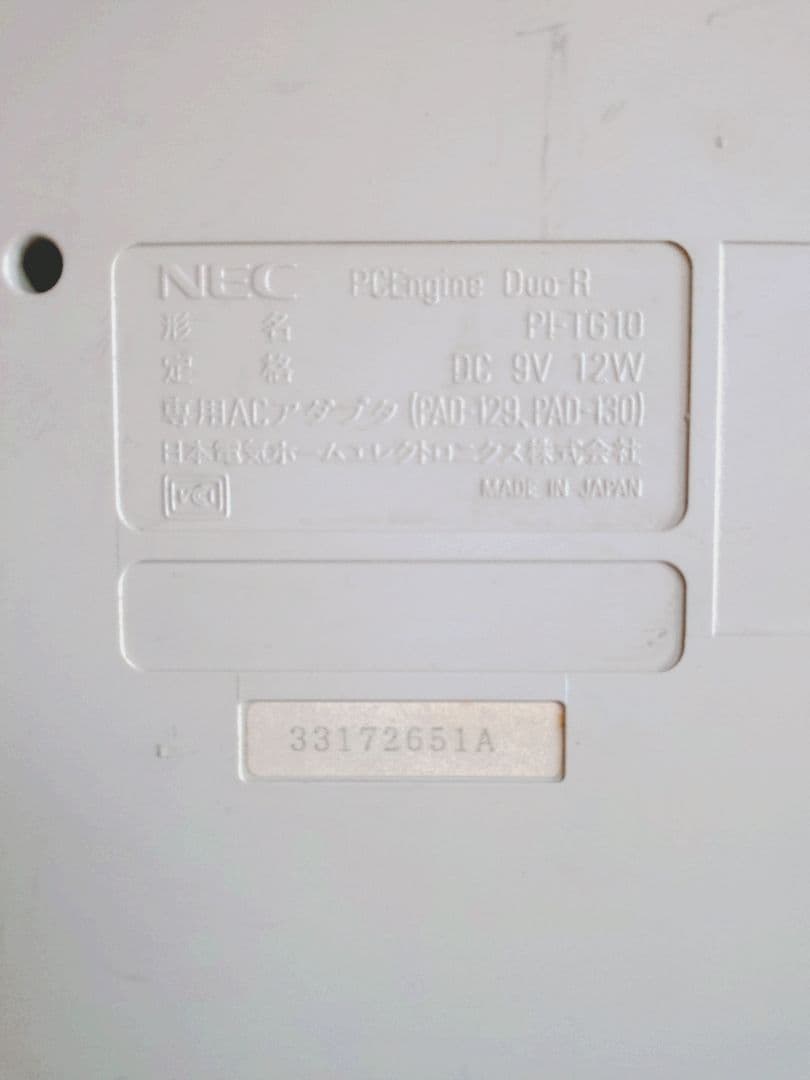 NEC PCEngine Duo-R
形名 PI-TG10
定格 DC 9V 12W
専用ACアダプタ(PAD-129、PAD-130)
日本電気ホームエレクトロニクス株式会社
VCCI MADE IN JAPAN
33172651A